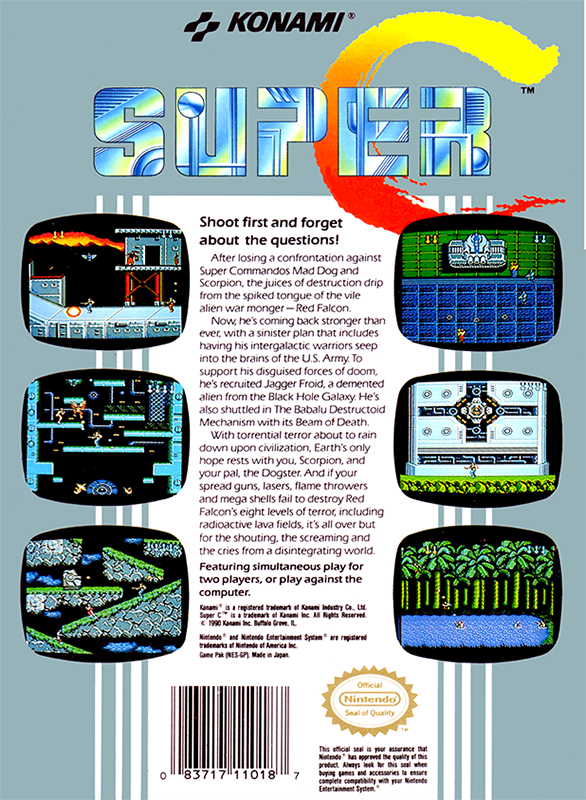 KONAMI®
SUPER C™
Shoot first and forget
about the questions!
After losing a confrontation against
Super Commandos Mad Dog and
Scorpion, the juices of destruction drip
from the spiked tongue of the vile
alien war monger—Red Falcon.
Now, he's coming back stronger than
ever, with a sinister plan that includes
having his intergalactic warriors seep
into the brains of the U.S. Army. To
support his disguised forces of doom,
he's recruited Jagger Froid, a demented
alien from the Black Hole Galaxy. He's
also shuttled in The Babalu Destructoid
Mechanism with its Beam of Death.
With torrential terror about to rain
down upon civilization, Earth's only
hope rests with you, Scorpion, and
your pal, the Dogster. And if your
spread guns, lasers, flame throwers
and mega shells fail to destroy Red
Falcon's eight levels of terror, including
radioactive lava fields, it's all over but
for the shouting, the screaming and
the cries from a disintegrating world.
Featuring simultaneous play for
two players, or play against the
computer.
Konami® is a registered trademark of Konami Industry Co., Ltd.
Super C™ is a trademark of Konami Inc. All Rights Reserved.
© 1990 Konami Inc. Buffalo Grove, IL.
Nintendo® and Nintendo Entertainment System® are registered
trademarks of Nintendo of America Inc.
Game Pak (NES-GP). Made in Japan.
0 83717 11018 7
Official
Nintendo
Seal of Quality
™
This official seal is your assurance that
Nintendo® has approved the quality of this
product. Always look for this seal when
buying games and accessories to ensure
complete compatibility with your Nintendo
Entertainment System.®